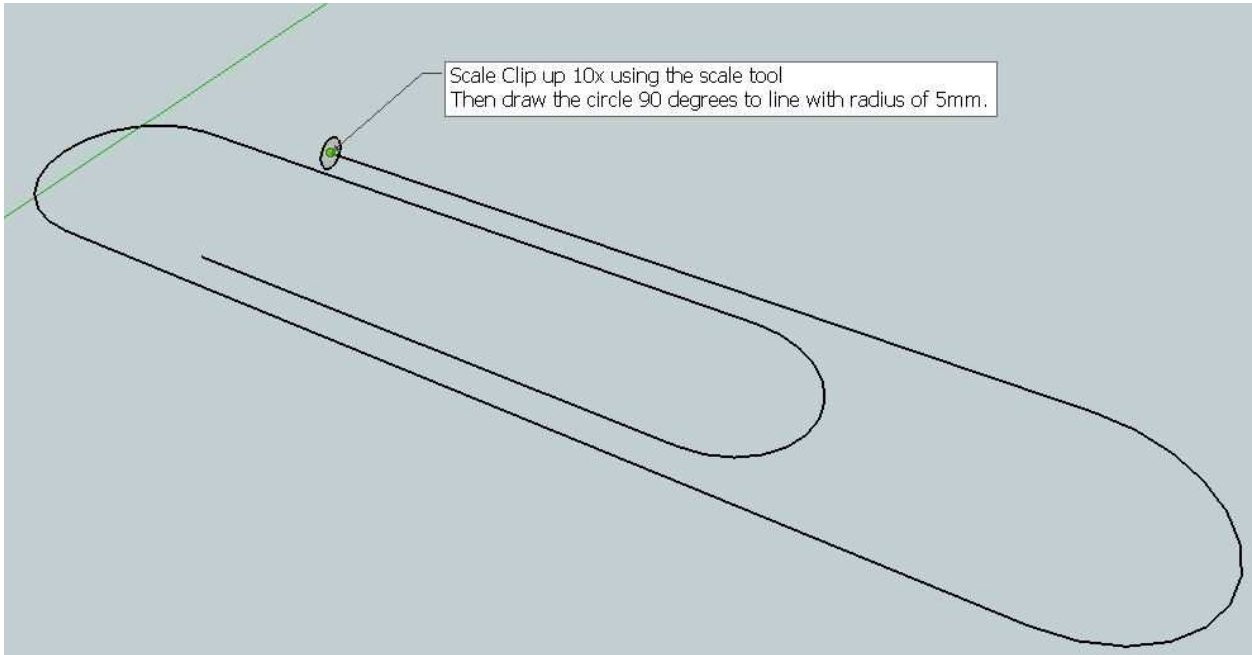 Scale Clip up 10x using the scale tool
Then draw the circle 90 degrees to line with radius of 5mm.